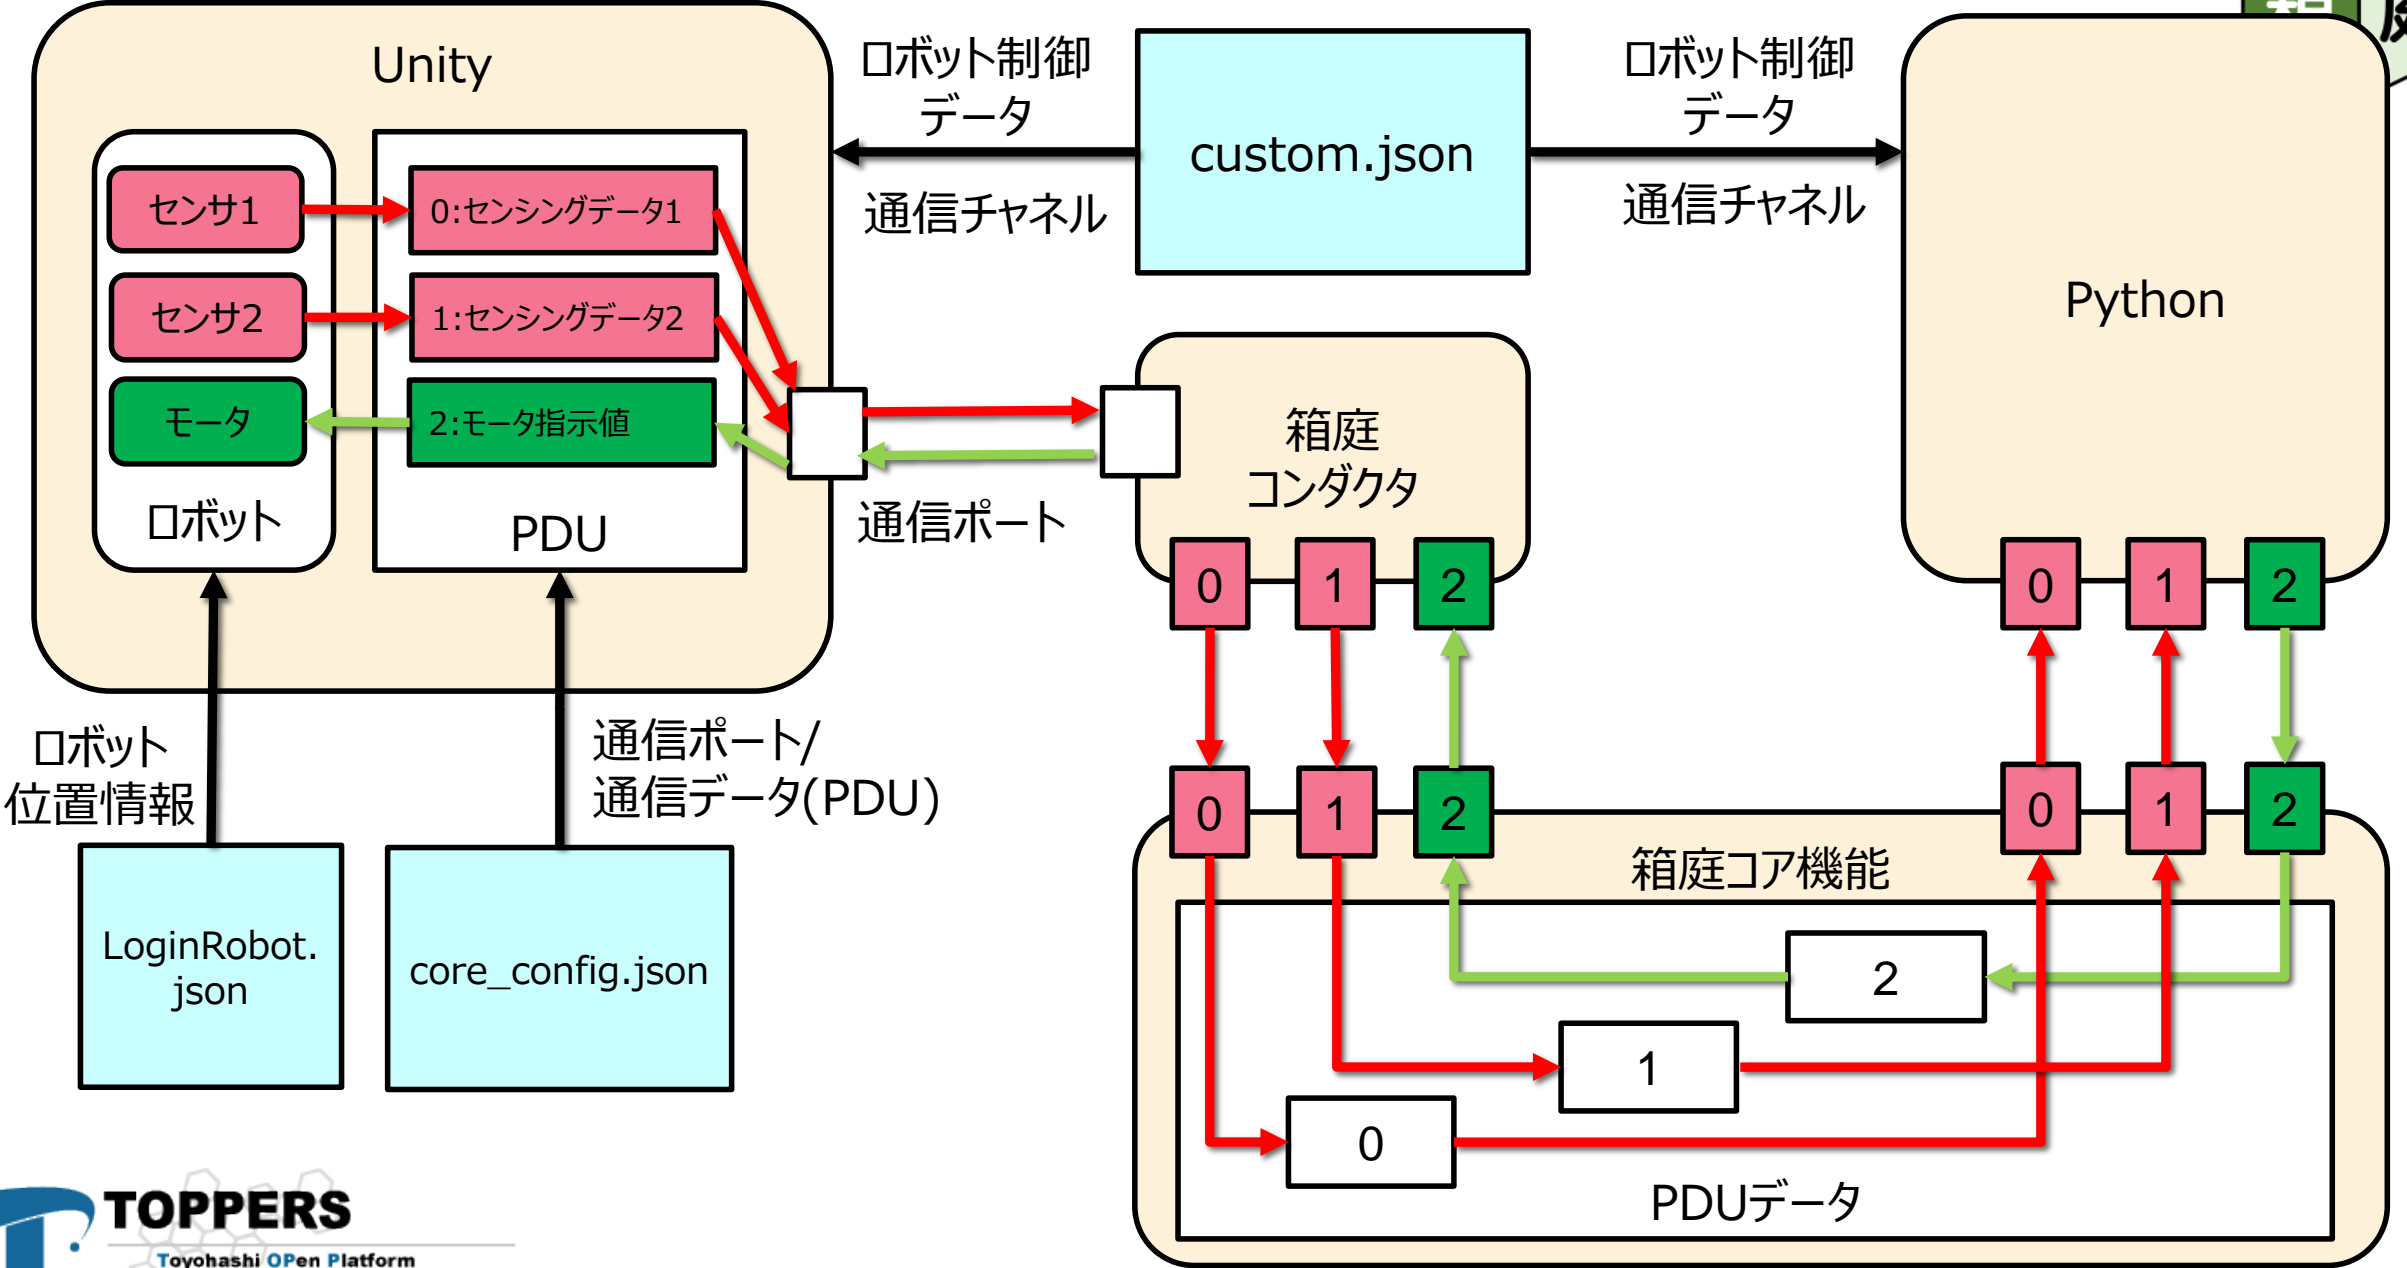 Unity
センサ1
0:センシングデータ1
センサ2
1:センシングデータ2
モータ
2:モータ指示値
ロボット
PDU
ロボット制御
データ
通信チャネル
custom.json
ロボット制御
データ
通信チャネル
Python
箱庭
コンダクタ
通信ポート
0
1
2
0
1
2
ロボット
位置情報
通信ポート/
通信データ(PDU)
LoginRobot.
json
core_config.json
0
1
2
0
1
2
箱庭コア機能
2
1
0
PDUデータ
TOPPERS
Toyohashi OPen Platform